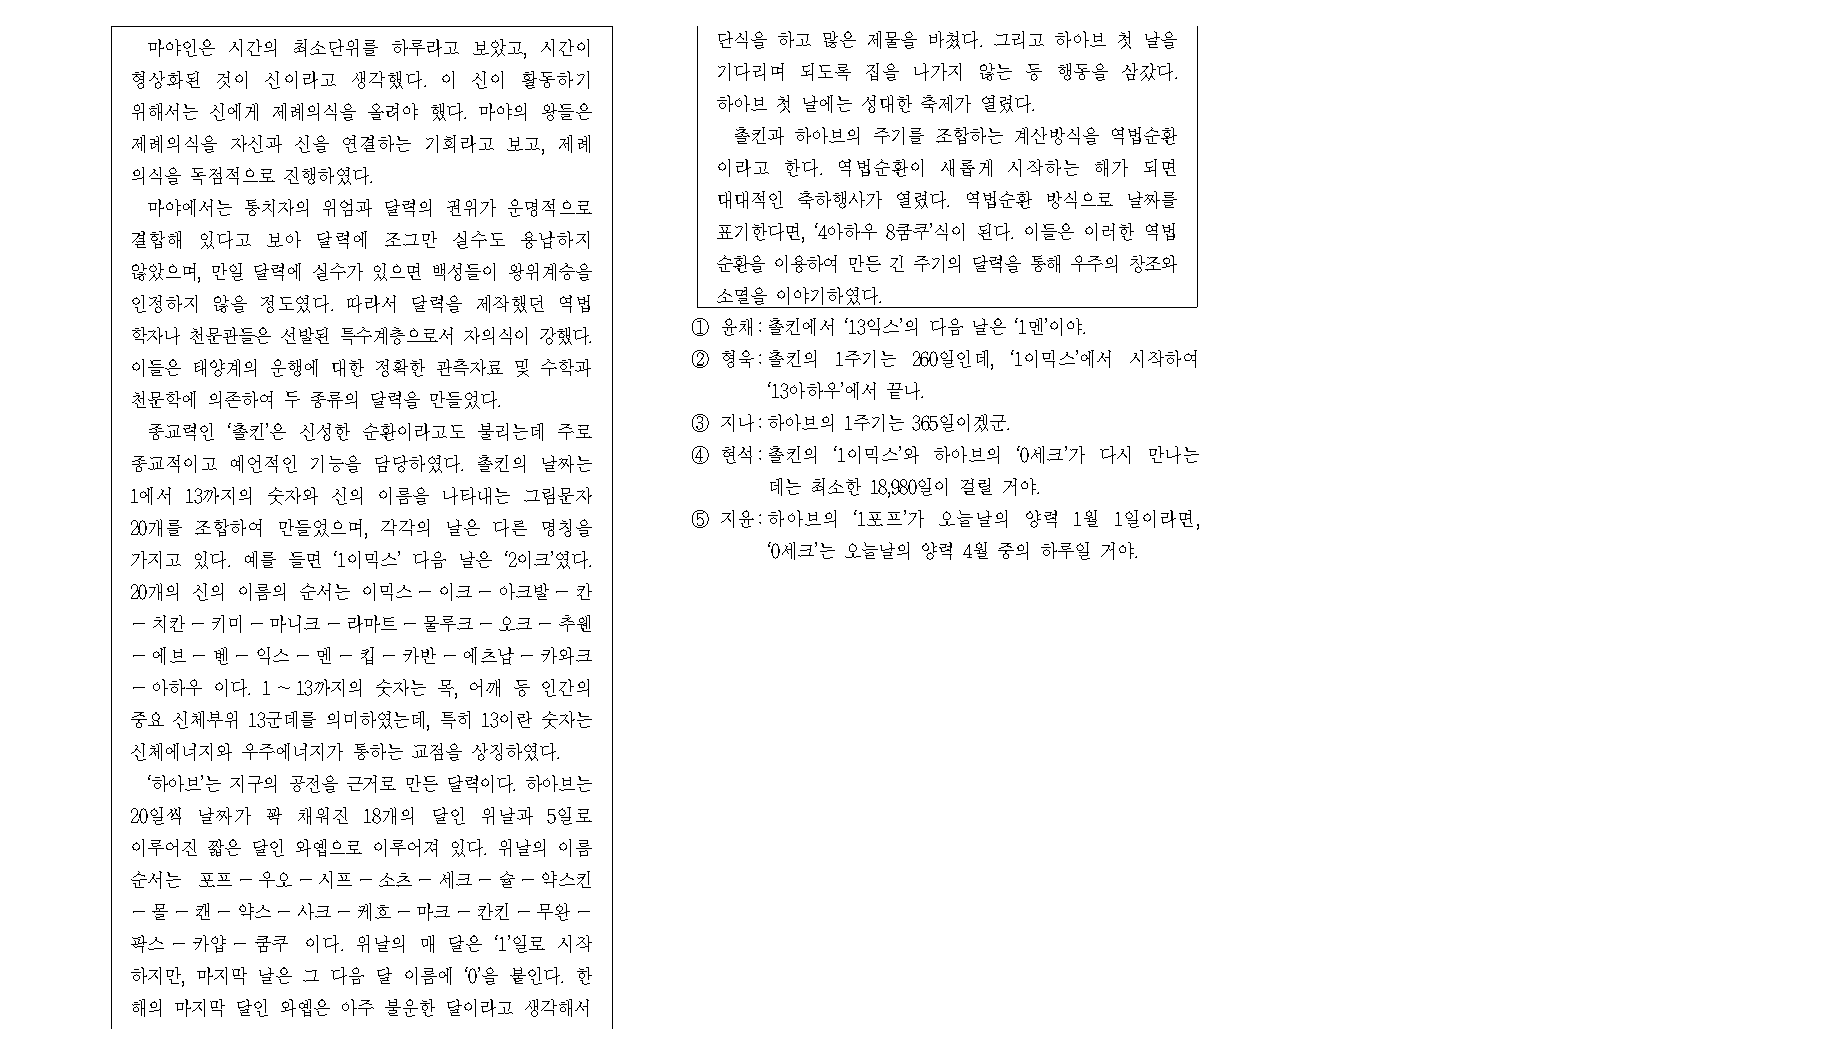 마야인은 시간의 최소단위를 하루라고 보았고, 시간이
형상화된 것이 신이라고 생각했다. 이 신이 활동하기
위해서는 신에게 제례의식을 올려야 했다. 마야의 왕들은
제례의식을 자신과 신을 연결하는 기회라고 보고, 제례
의식을 독점적으로 진행하였다.
마야에서는 통치자의 위엄과 달력의 권위가 운명적으로
결합해 있다고 보아 달력에 조그만 실수도 용납하지
않았으며, 만일 달력에 실수가 있으면 백성들이 왕위계승을
인정하지 않을 정도였다. 따라서 달력을 제작했던 역법
학자나 천문관들은 선발된 특수계층으로서 자의식이 강했다.
이들은 태양계의 운행에 대한 정확한 관측자료 및 수학과
천문학에 의존하여 두 종류의 달력을 만들었다.
종교력인 ‘촐킨’은 신성한 순환이라고도 불리는데 주로
종교적이고 예언적인 기능을 담당하였다. 촐킨의 날짜는
1에서 13까지의 숫자와 신의 이름을 나타내는 그림문자
20개를 조합하여 만들었으며, 각각의 날은 다른 명칭을
가지고 있다. 예를 들면 ‘1이믹스’ 다음 날은 ‘2이크’였다.
20개의 신의 이름의 순서는 이믹스 - 이크 - 아크발 - 칸
- 치칸 - 키미 - 마니크 - 라마트 - 물루크 - 오크 - 추웬
- 에브 - 벤 - 익스 - 멘 - 킵 - 카반 - 에츠납 - 카와크
- 아하우 이다. 1 ~ 13까지의 숫자는 목, 어깨 등 인간의
중요 신체부위 13군데를 의미하였는데, 특히 13이란 숫자는
신체에너지와 우주에너지가 통하는 교점을 상징하였다.
‘하아브’는 지구의 공전을 근거로 만든 달력이다. 하아브는
20일씩 날짜가 꽉 채워진 18개의 달인 위날과 5일로
이루어진 짧은 달인 와옙으로 이루어져 있다. 위날의 이름
순서는 포프 - 우오 - 시프 - 소츠 - 세크 - 슐 - 약스킨
- 몰 - 캔 - 약스 - 사크 - 케흐 - 마크 - 칸킨 - 무완 -
팍스 - 카얍 - 쿰쿠 이다. 위날의 매 달은 ‘1’일로 시작
하지만, 마지막 날은 그 다음 달 이름에 ‘0’을 붙인다. 한
해의 마지막 달인 와옙은 아주 불운한 달이라고 생각해서
단식을 하고 많은 제물을 바쳤다. 그리고 하아브 첫 날을
기다리며 되도록 집을 나가지 않는 등 행동을 삼갔다.
하아브 첫 날에는 성대한 축제가 열렸다.
촐킨과 하아브의 주기를 조합하는 계산방식을 역법순환
이라고 한다. 역법순환이 새롭게 시작하는 해가 되면
대대적인 축하행사가 열렸다. 역법순환 방식으로 날짜를
표기한다면, ‘4아하우 8쿰쿠’식이 된다. 이들은 이러한 역법
순환을 이용하여 만든 긴 주기의 달력을 통해 우주의 창조와
소멸을 이야기하였다.
① 윤채 : 촐킨에서 ‘13익스’의 다음 날은 ‘1멘’이야.
② 형욱 : 촐킨의 1주기는 260일인데, ‘1이믹스’에서 시작하여
‘13아하우’에서 끝나.
③ 지나 : 하아브의 1주기는 365일이겠군.
④ 현석 : 촐킨의 ‘1이믹스’와 하아브의 ‘0세크’가 다시 만나는
데는 최소한 18,980일이 걸릴 거야.
⑤ 지윤 : 하아브의 ‘1포프’가 오늘날의 양력 1월 1일이라면,
‘0세크’는 오늘날의 양력 4월 중의 하루일 거야.